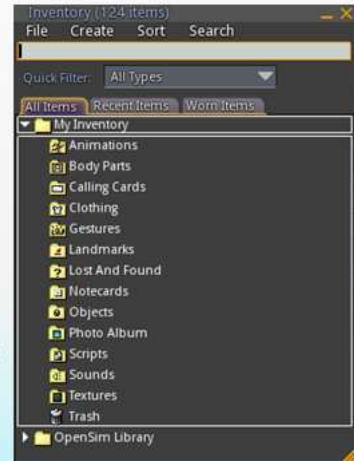 Inventory (124 items)
File Create Sort Search
Quick Filter: All Types
All Items Recent Items Worn Items
My Inventory
Animations
Body Parts
Calling Cards
Clothing
Gestures
Landmarks
Lost And Found
Notecards
Objects
Photo Album
Scripts
Sounds
Textures
Trash
OpenSim Library